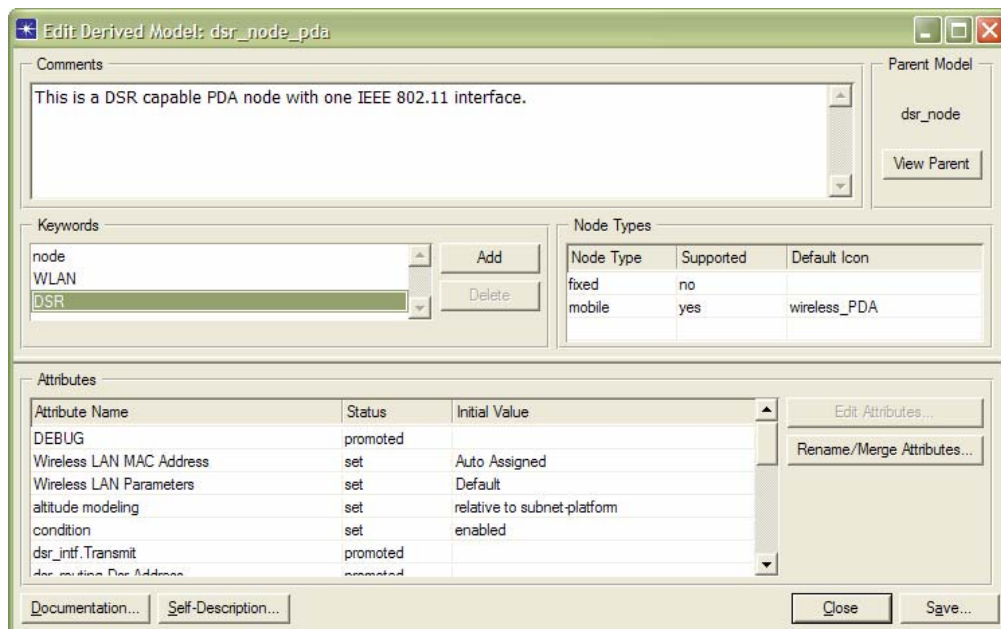 Edit Derived Model: dsr_node_pda
Comments
This is a DSR capable PDA node with one IEEE 802.11 interface.
Parent Model
dsr_node
View Parent
Keywords
node
WLAN
DSR
Add
Delete
Node Types
Node Type Supported Default Icon
fixed no
mobile yes wireless_PDA
Attributes
Attribute Name Status Initial Value
DEBUG promoted
Wireless LAN MAC Address set Auto Assigned
Wireless LAN Parameters set Default
altitude modeling set relative to subnet-platform
condition set enabled
dsr_intf.Transmit promoted
dsr_routing.Dsr Address promoted
Edit Attributes...
Rename/Merge Attributes...
Documentation... Self-Description... Close Save...